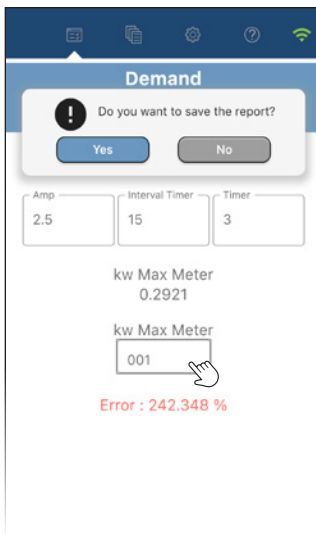 Demand
Do you want to save the report?
Yes No
Amp Interval Timer Timer
2.5 15 3
kw Max Meter
0.2921
kw Max Meter
001
Error : 242.348 %